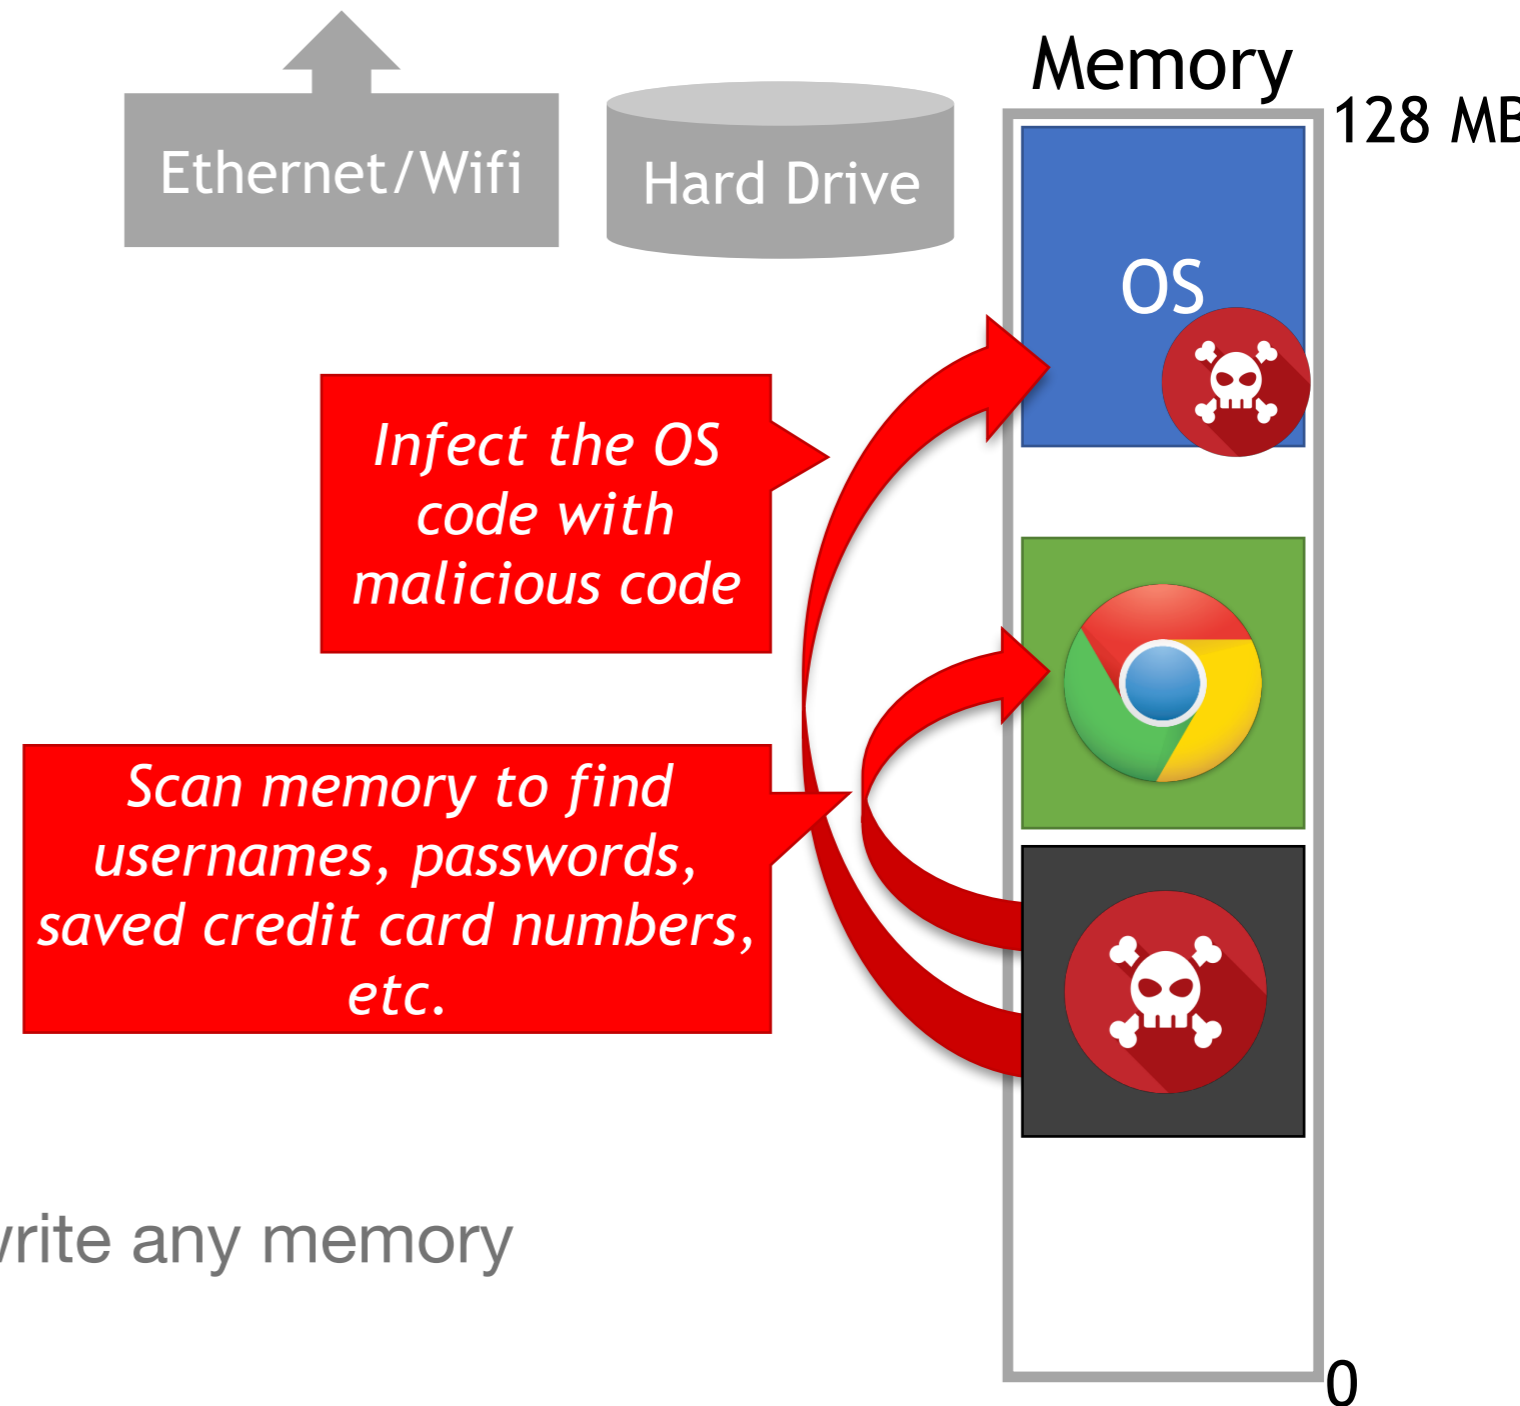 Memory
128 MB
Ethernet/Wifi
Hard Drive
OS
Infect the OS
code with
malicious code
Scan memory to find
usernames, passwords,
saved credit card numbers,
etc.
write any memory
0